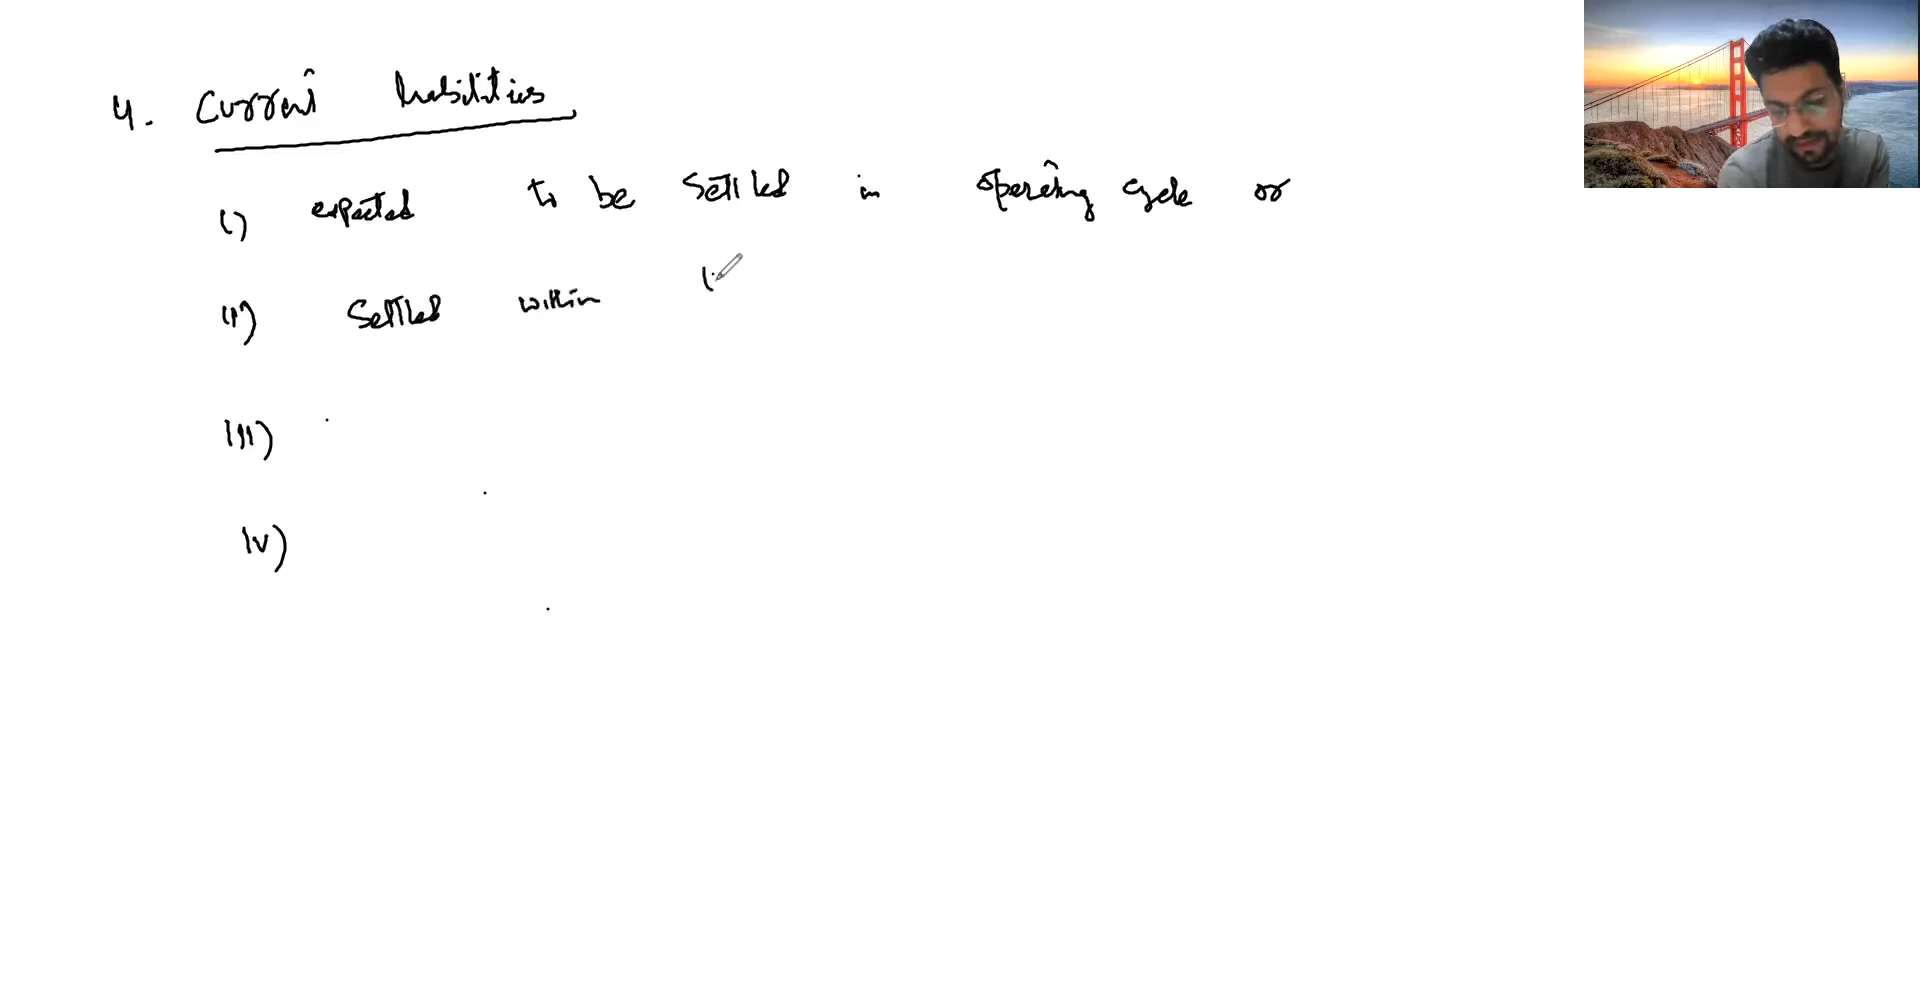 4. Current liabilities
i) expected to be settled in operating cycle or
ii) Settled within
iii)
iv)